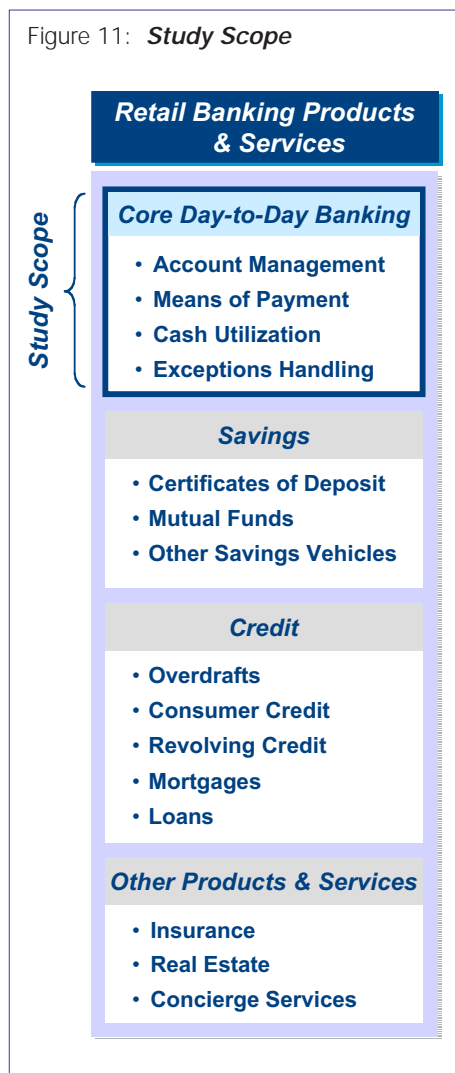 Figure 11: Study Scope
Retail Banking Products
& Services
Study Scope
Core Day-to-Day Banking
• Account Management
• Means of Payment
• Cash Utilization
• Exceptions Handling
Savings
• Certificates of Deposit
• Mutual Funds
• Other Savings Vehicles
Credit
• Overdrafts
• Consumer Credit
• Revolving Credit
• Mortgages
• Loans
Other Products & Services
• Insurance
• Real Estate
• Concierge Services